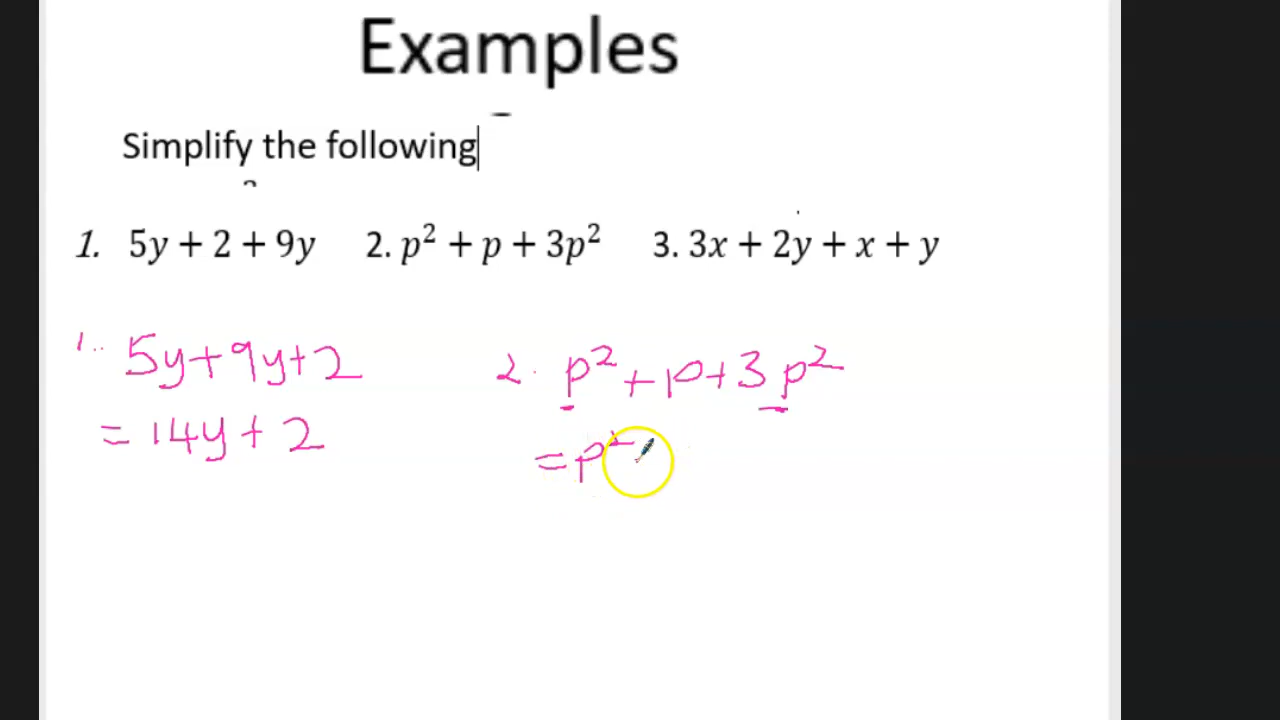 Examples
Simplify the following
1. 5y + 2 + 9y 2. p² + p + 3p² 3. 3x + 2y + x + y
1.. 5y+9y+2 2. p²+p+3p²
= 14y+2 = p²